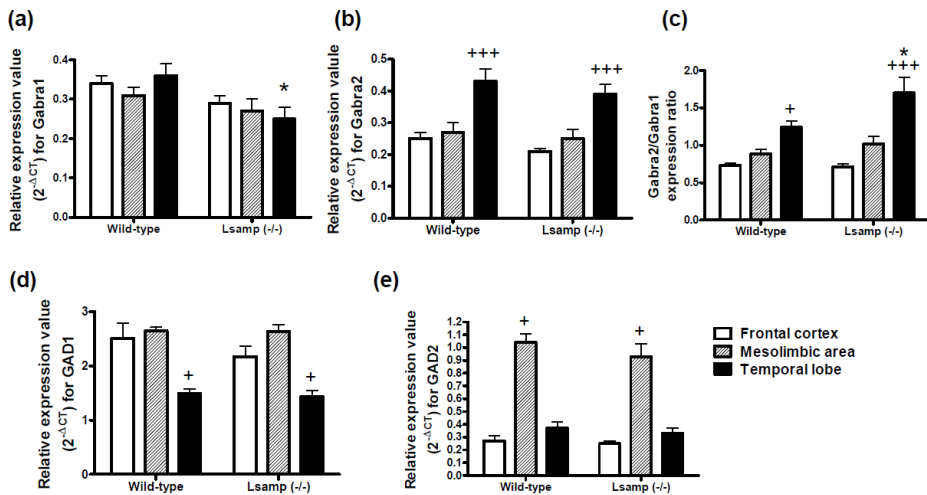 (a)
Relative expression value
(2-ΔCT) for Gabra1
0.4
0.3
0.2
0.1
0.0
*
Wild-type
Lsamp (-/-)
(b)
Relative expression value
(2-ΔCT) for Gabra2
0.5
0.4
0.3
0.2
0.1
0.0
+++
+++
Wild-type
Lsamp (-/-)
(c)
Gabra2/Gabra1
expression ratio
2.0
1.5
1.0
0.5
0.0
+
*
+++
Wild-type
Lsamp (-/-)
(d)
Relative expression value
(2-ΔCT) for GAD1
3
2
1
0
+
+
Wild-type
Lsamp (-/-)
(e)
Relative expression value
(2-ΔCT) for GAD2
1.2
1.1
1.0
0.9
0.8
0.7
0.6
0.5
0.4
0.3
0.2
0.1
0.0
+
+
Wild-type
Lsamp (-/-)
Frontal cortex
Mesolimbic area
Temporal lobe